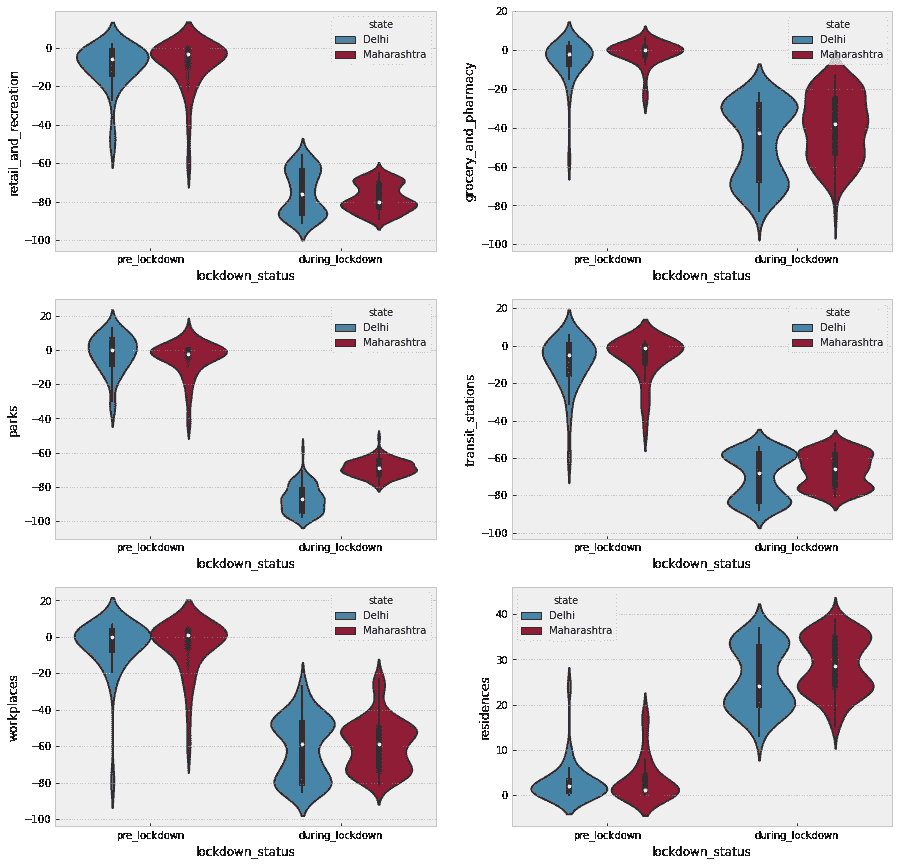 retail_and_recreation
0
−20
−40
−60
−80
−100
state
Delhi
Maharashtra
pre_lockdown during_lockdown
lockdown_status
grocery_and_pharmacy
20
0
−20
−40
−60
−80
−100
state
Delhi
Maharashtra
pre_lockdown during_lockdown
lockdown_status
parks
20
0
−20
−40
−60
−80
−100
state
Delhi
Maharashtra
pre_lockdown during_lockdown
lockdown_status
transit_stations
20
0
−20
−40
−60
−80
−100
state
Delhi
Maharashtra
pre_lockdown during_lockdown
lockdown_status
workplaces
20
0
−20
−40
−60
−80
−100
state
Delhi
Maharashtra
pre_lockdown during_lockdown
lockdown_status
residences
40
30
20
10
0
state
Delhi
Maharashtra
pre_lockdown during_lockdown
lockdown_status